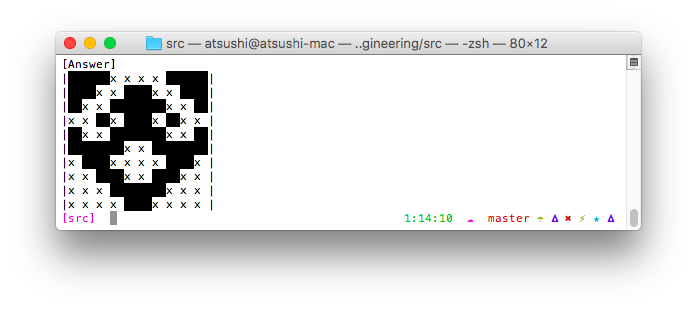 src — atsushi@atsushi-mac — ..gineering/src — -zsh — 80×12
[Answer]
|      x x x x       |
|    x x     x x     |
|  x x         x x   |
|x x   x     x   x x |
|  x x         x x   |
|        x x         |
|x     x x x x     x |
|x x     x x     x x |
|x x x         x x x |
|x x x x     x x x x |
[src] 1:14:10 ☁ master ☂ ∆ ✖ ⚡ ★ ∆